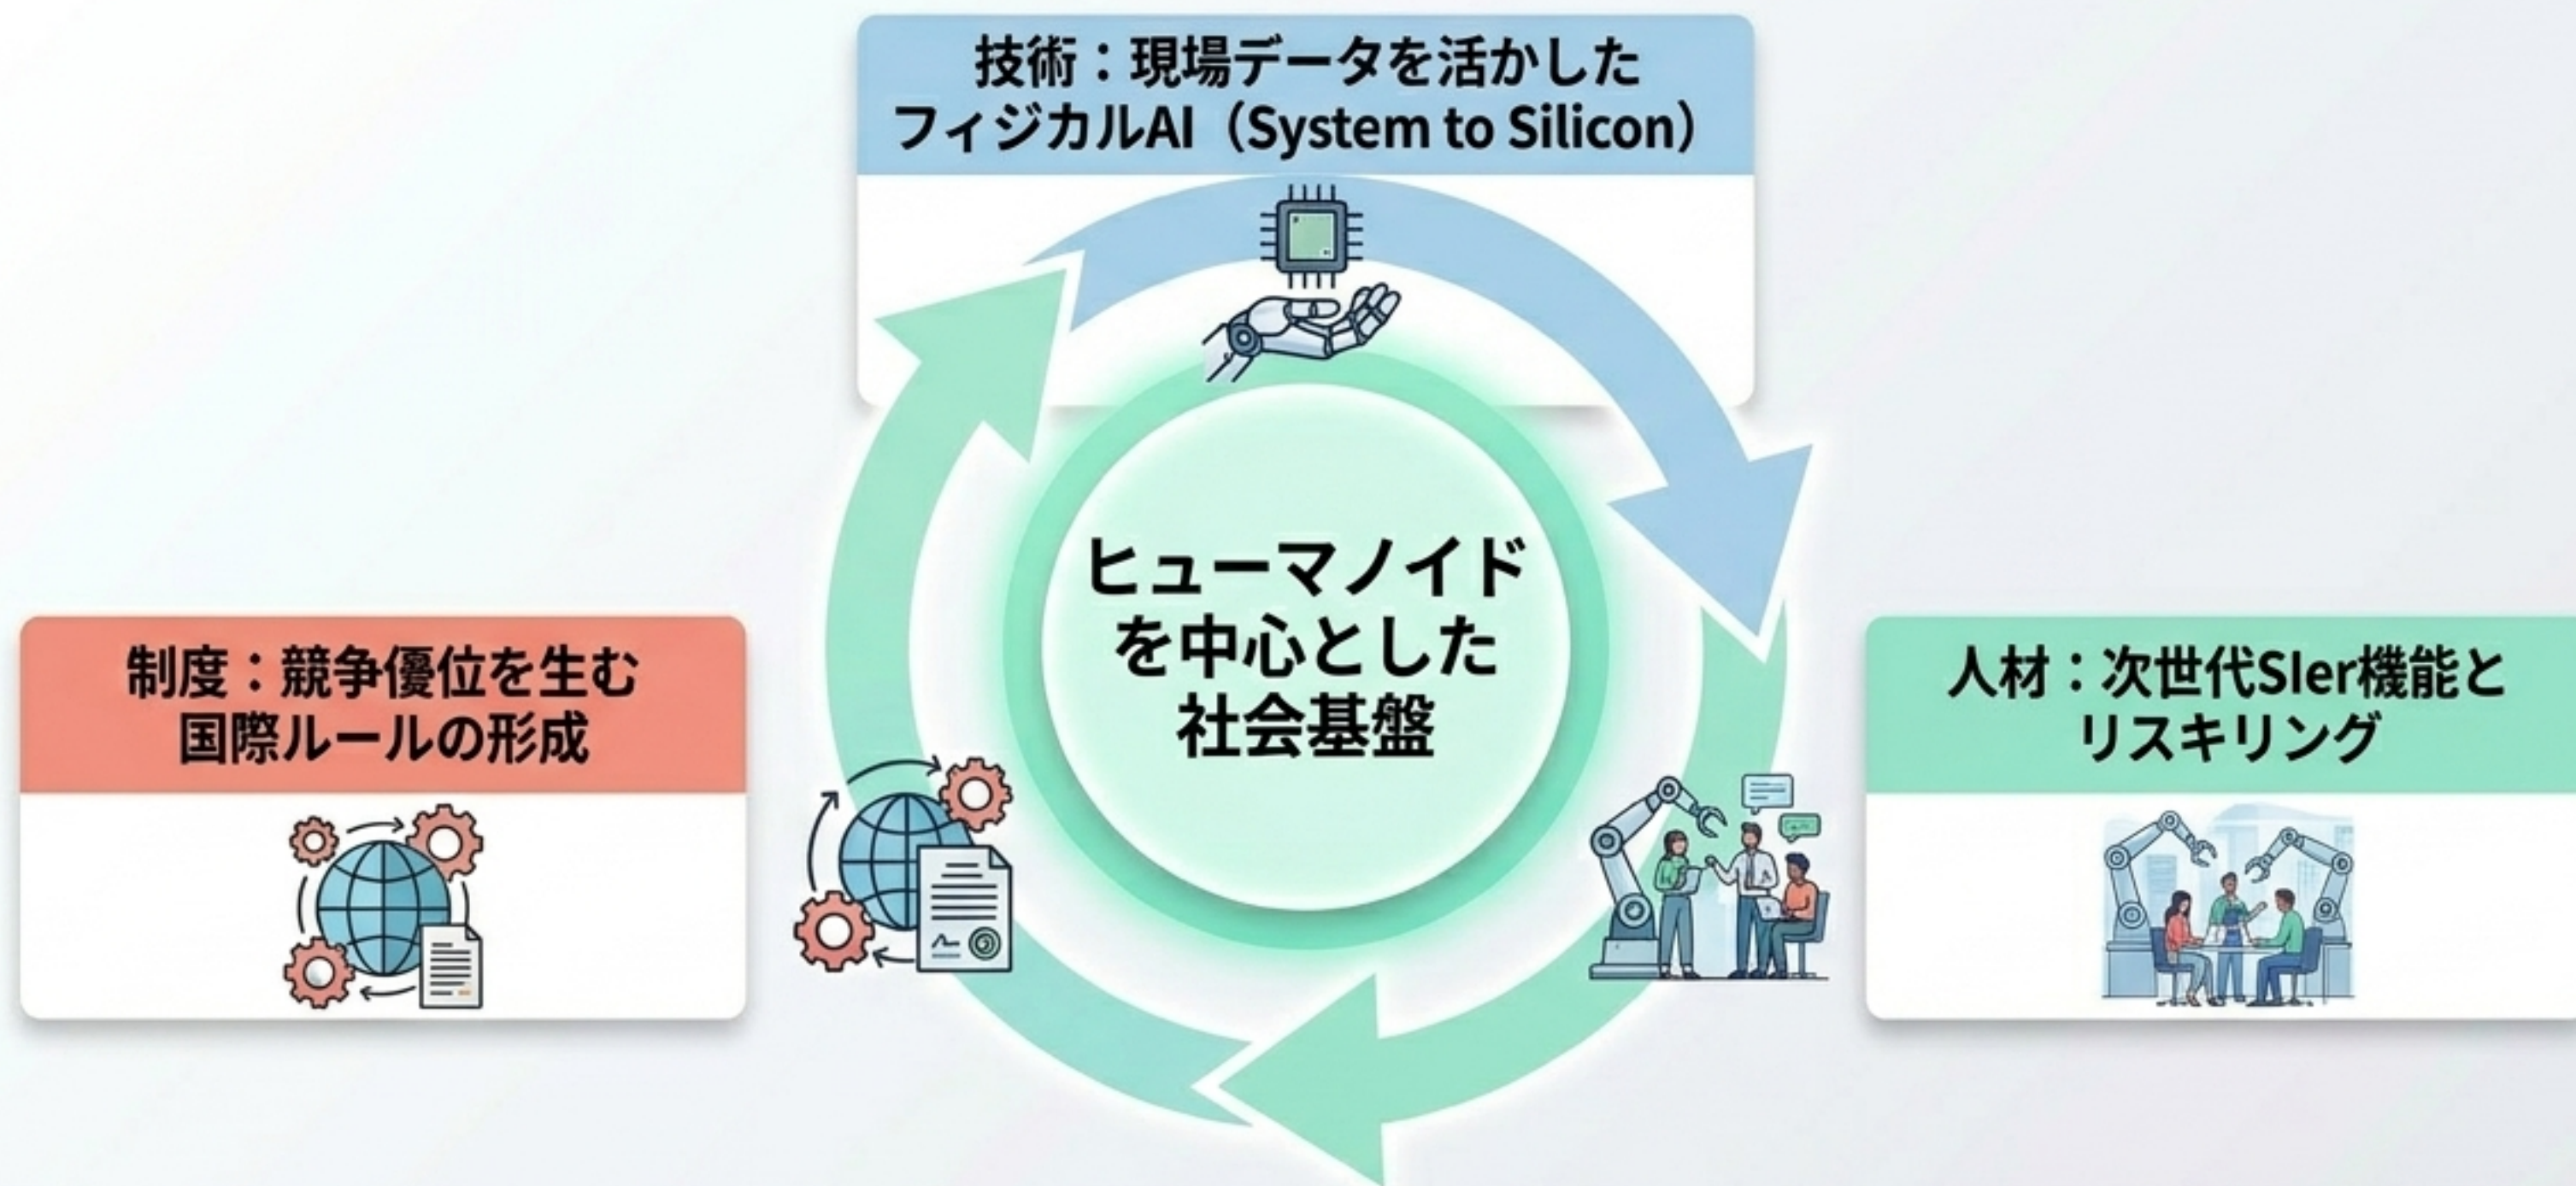 技術：現場データを活かした
フィジカルAI（System to Silicon）
ヒューマノイド
を中心とした
社会基盤
制度：競争優位を生む
国際ルールの形成
人材：次世代SIer機能と
リスキリング